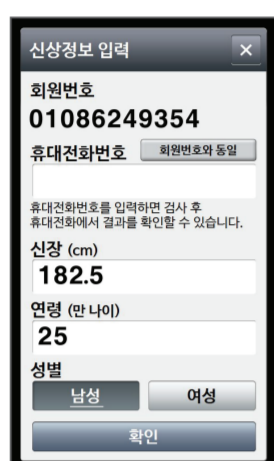 신상정보 입력
회원번호
01086249354
휴대전화번호 회원번호와 동일
휴대전화번호를 입력하면 검사 후
휴대전화에서 결과를 확인할 수 있습니다.
신장 (cm)
182.5
연령 (만 나이)
25
성별
남성 여성
확인